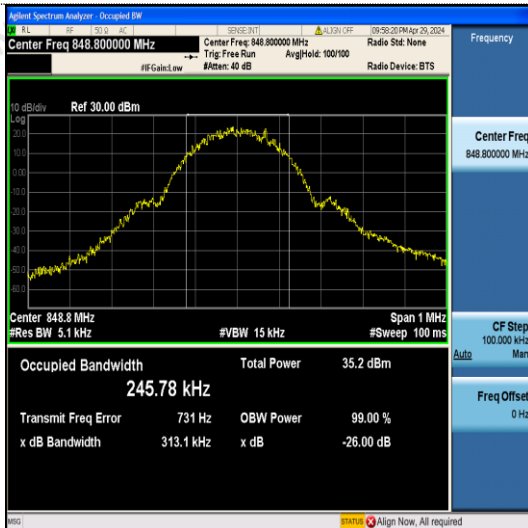 Agilent Spectrum Analyzer - Occupied BW
RL RF 50 Ω AC SENSE:INT ALIGN OFF 09:58:20 PM Apr 29, 2024
Center Freq 848.800000 MHz
Center Freq: 848.800000 MHz
Radio Std: None
Trig: Free Run Avg|Hold: 100/100
#IFGain:Low #Atten: 40 dB Radio Device: BTS
10 dB/div Ref 30.00 dBm
Log
20.0
10.0
0.00
-10.0
-20.0
-30.0
-40.0
-50.0
-60.0
Center 848.8 MHz Span 1 MHz
#Res BW 5.1 kHz #VBW 15 kHz #Sweep 100 ms
Occupied Bandwidth Total Power 35.2 dBm
245.78 kHz
Transmit Freq Error 731 Hz OBW Power 99.00 %
x dB Bandwidth 313.1 kHz x dB -26.00 dB
MSG STATUS Align Now, All required
Frequency
Center Freq
848.800000 MHz
CF Step
100.000 kHz
Auto Man
Freq Offset
0 Hz